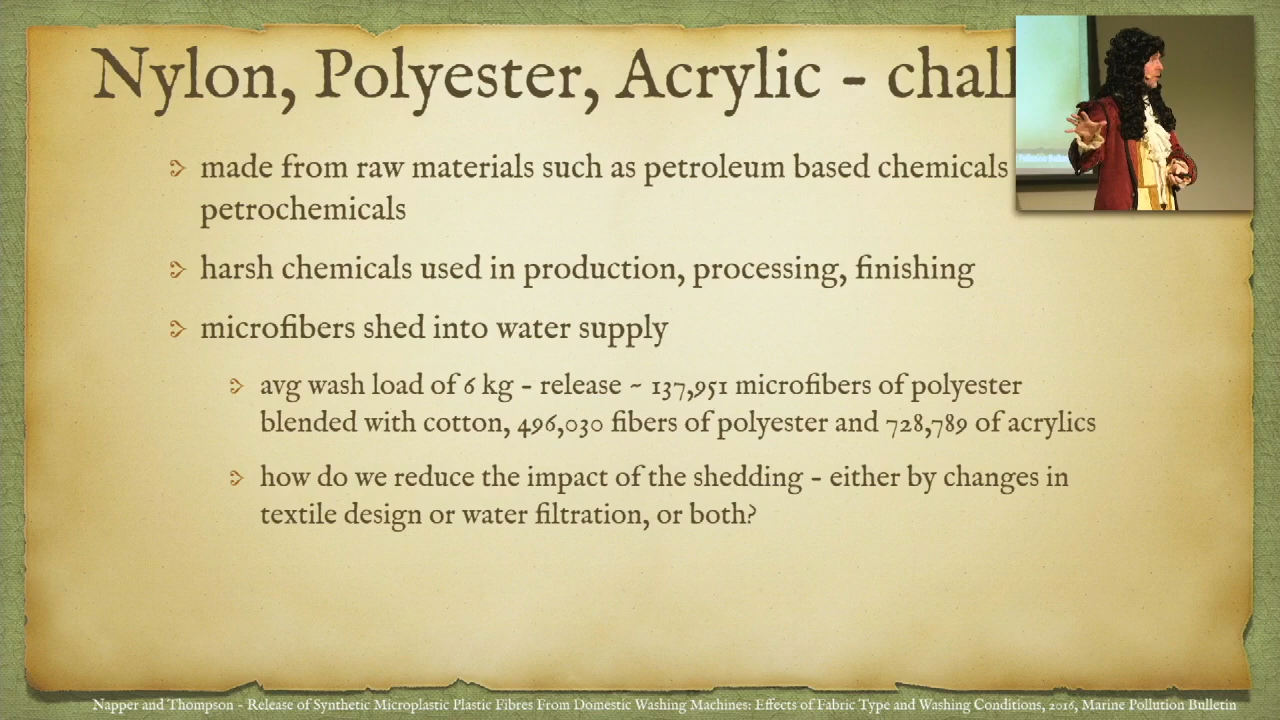 Nylon, Polyester, Acrylic - chall
made from raw materials such as petroleum based chemicals
petrochemicals
harsh chemicals used in production, processing, finishing
microfibers shed into water supply
avg wash load of 6 kg - release ~ 137,951 microfibers of polyester
blended with cotton, 496,030 fibers of polyester and 728,789 of acrylics
how do we reduce the impact of the shedding - either by changes in
textile design or water filtration, or both?
Napper and Thompson - Release of Synthetic Microplastic Plastic Fibres From Domestic Washing Machines: Effects of Fabric Type and Washing Conditions, 2016, Marine Pollution Bulletin